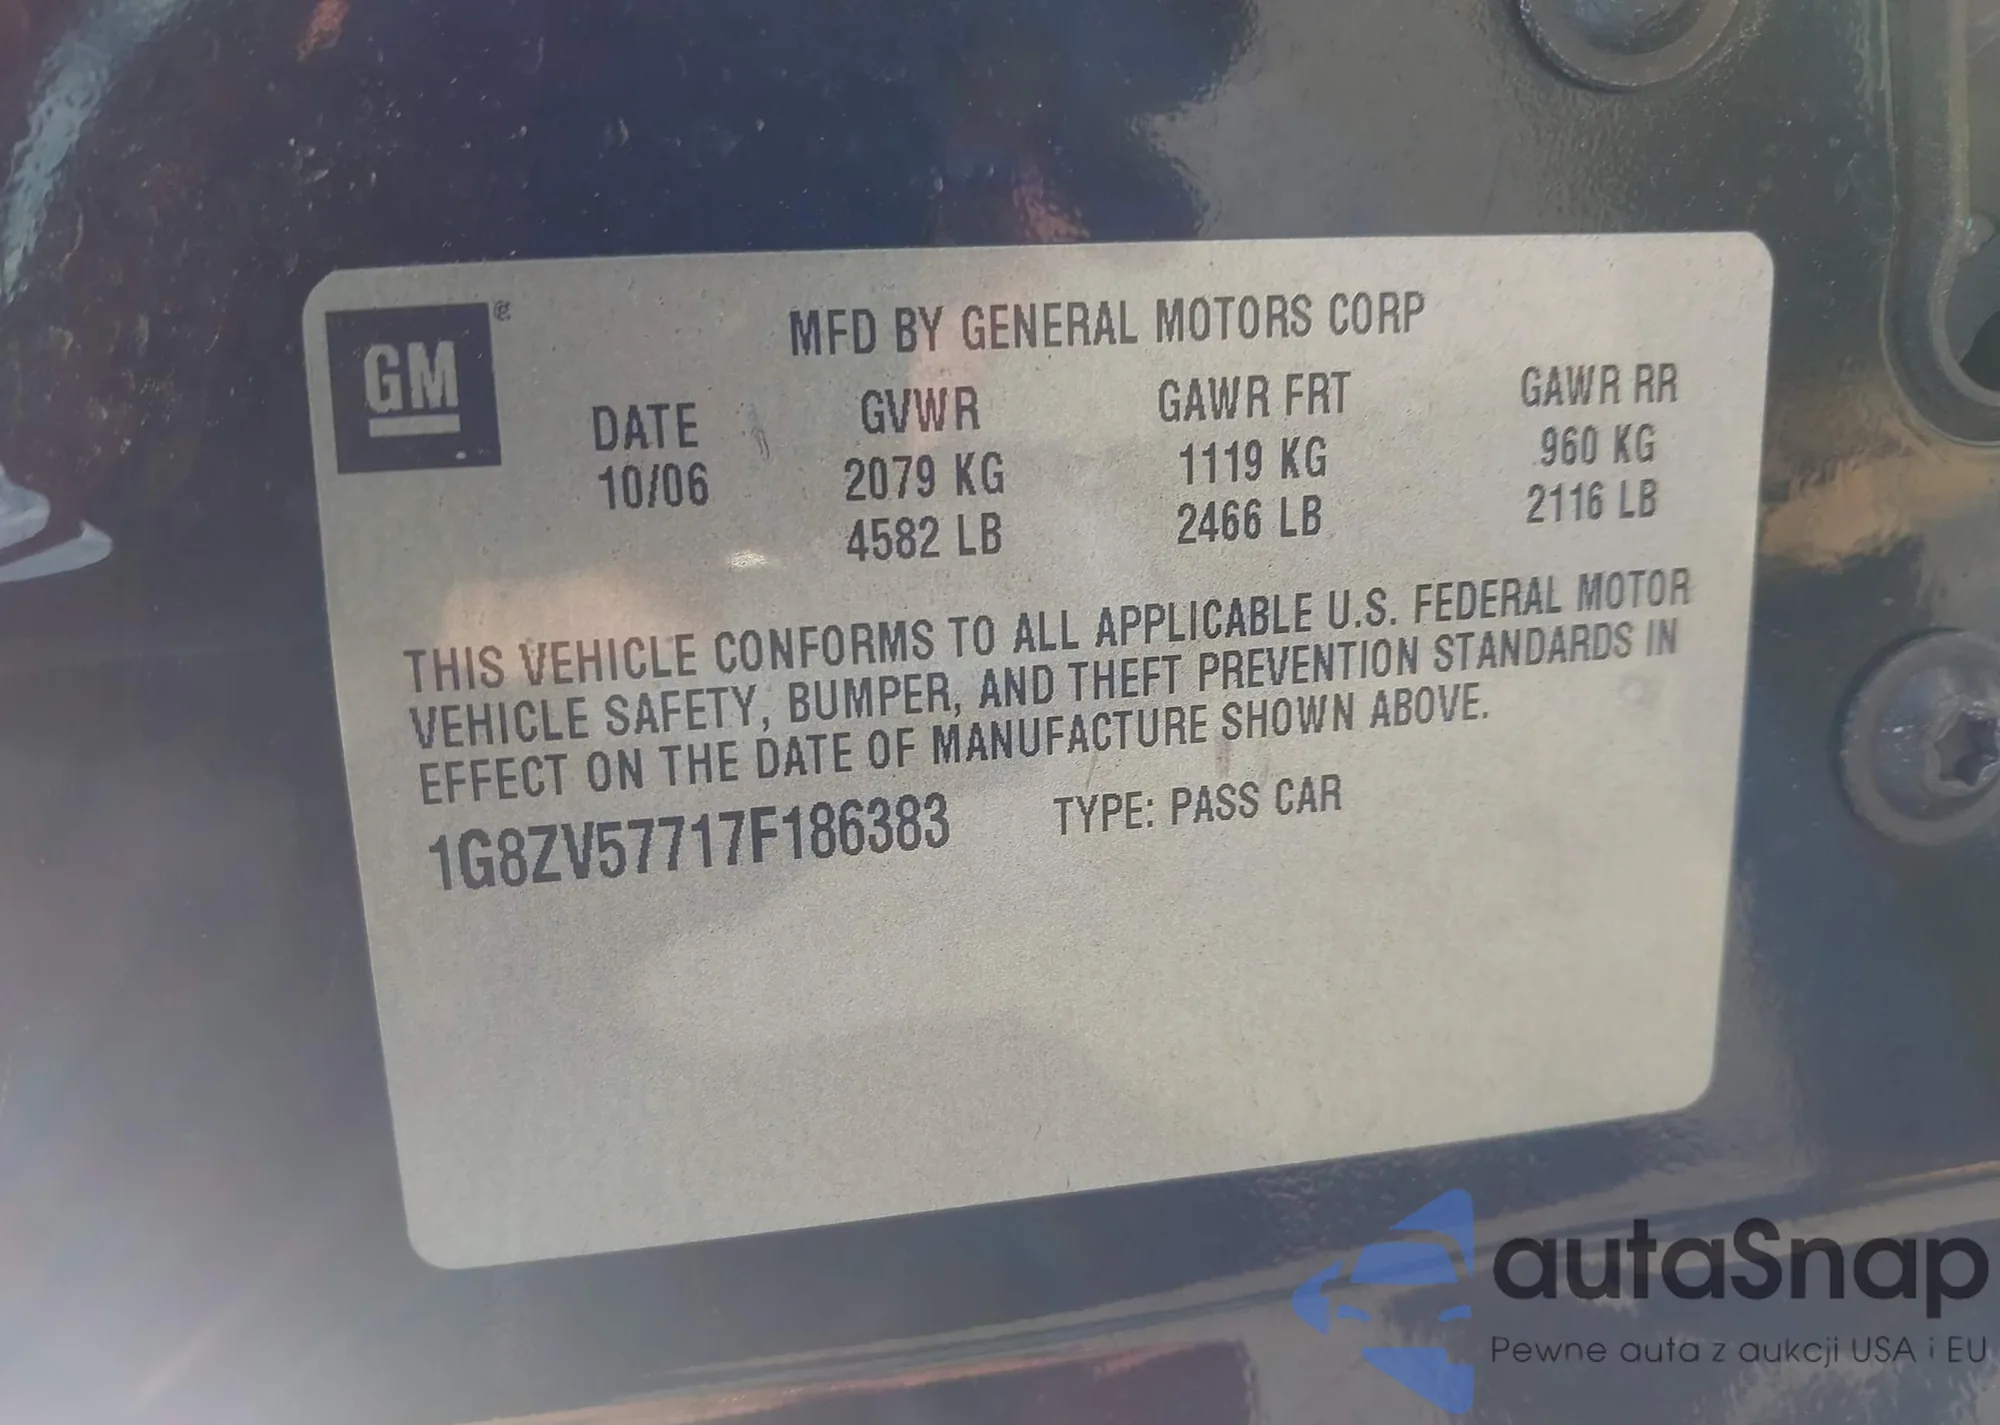 GM
MFD BY GENERAL MOTORS CORP
DATE GVWR GAWR FRT GAWR RR
10/06 2079 KG 1119 KG 960 KG
4582 LB 2466 LB 2116 LB
THIS VEHICLE CONFORMS TO ALL APPLICABLE U.S. FEDERAL MOTOR
VEHICLE SAFETY, BUMPER, AND THEFT PREVENTION STANDARDS IN
EFFECT ON THE DATE OF MANUFACTURE SHOWN ABOVE.
1G8ZV57717F186383 TYPE: PASS CAR
autaSnap
Pewne auta z aukcji USA i EU